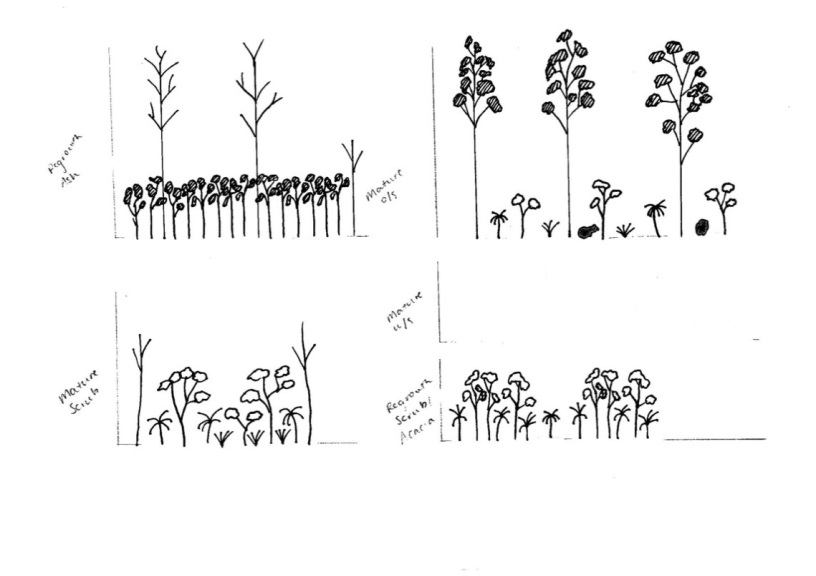 Regrowth
Ash
Mature
o/s
Mature
Scrub
Mature
u/s
Regrowth
Scrub/
Acacia